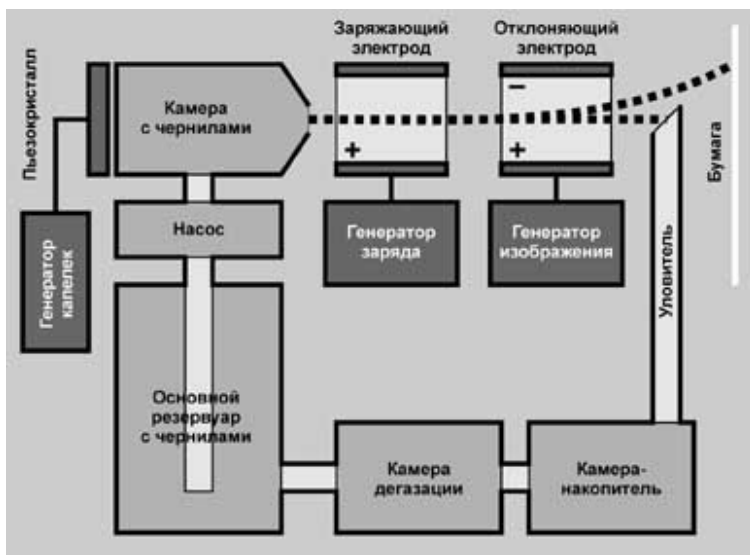 Заряжающий
электрод
Отклоняющий
электрод
Пьезокристалл
Камера
с чернилами
+
−
+
Бумага
Генератор
капелек
Насос
Генератор
заряда
Генератор
изображения
Уловитель
Основной
резервуар
с чернилами
Камера
дегазации
Камера-
накопитель